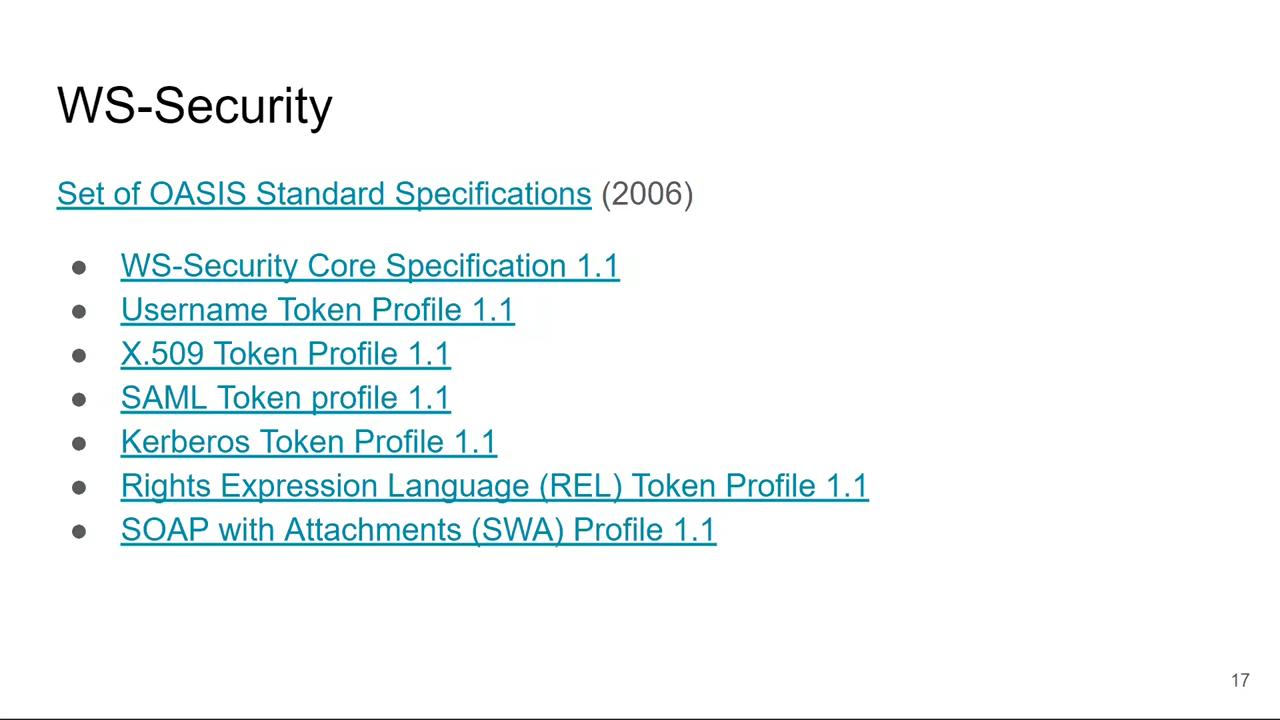 WS-Security
Set of OASIS Standard Specifications (2006)
● WS-Security Core Specification 1.1
● Username Token Profile 1.1
● X.509 Token Profile 1.1
● SAML Token profile 1.1
● Kerberos Token Profile 1.1
● Rights Expression Language (REL) Token Profile 1.1
● SOAP with Attachments (SWA) Profile 1.1
17